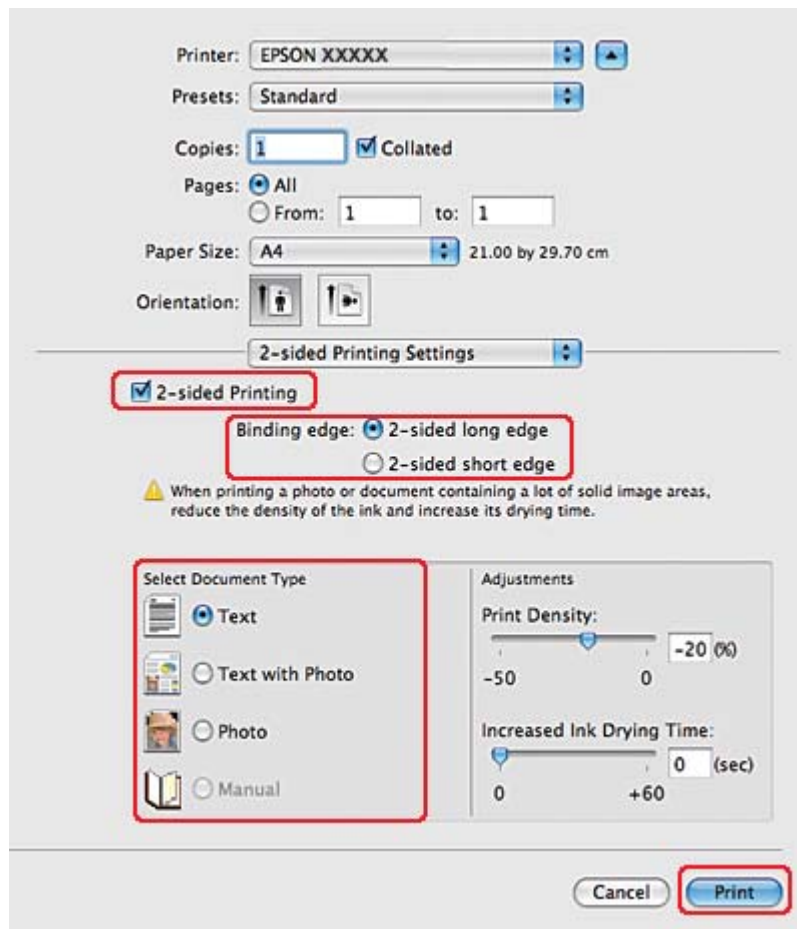 Printer: EPSON XXXXX
Presets: Standard
Copies: 1 Collated
Pages: All
From: 1 to: 1
Paper Size: A4 21.00 by 29.70 cm
Orientation:
2-sided Printing Settings
2-sided Printing
Binding edge: 2-sided long edge
2-sided short edge
When printing a photo or document containing a lot of solid image areas,
reduce the density of the ink and increase its drying time.
Select Document Type
Text
Text with Photo
Photo
Manual
Adjustments
Print Density:
-20 (%)
-50 0
Increased Ink Drying Time:
0 (sec)
0 +60
Cancel Print